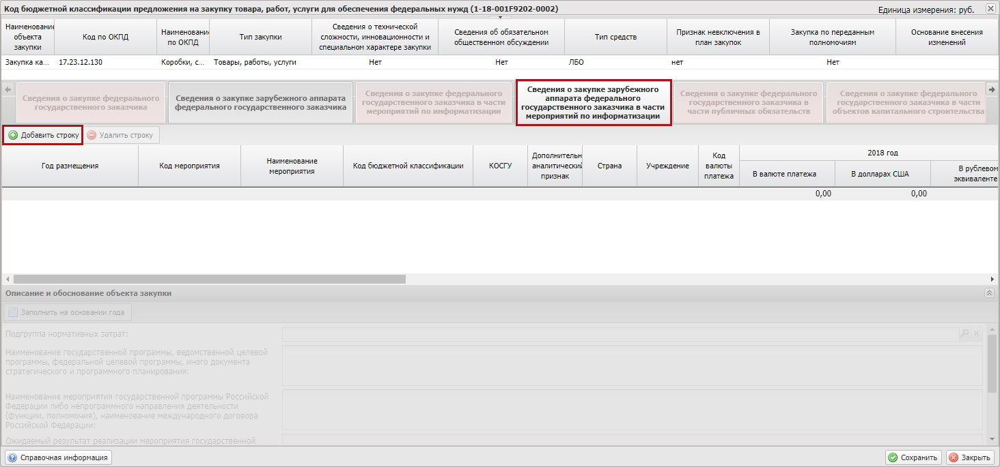 Код бюджетной классификации предложения на закупку товара, работ, услуги для обеспечения федеральных нужд (1-18-001F9202-0002)
Единица измерения: руб.
Наименование объекта закупки
Код по ОКПД
Наименование по ОКПД
Тип закупки
Сведения о технической сложности, инновационности и специальном характере закупки
Сведения об обязательном общественном обсуждении
Тип средств
Признак невключения в план закупок
Закупка по переданным полномочиям
Основание внесения изменений
Закупка ка...
17.23.12.130
Коробки, с...
Товары, работы, услуги
Нет
Нет
ЛБО
нет
Нет
Сведения о закупке федерального
государственного заказчика
Сведения о закупке зарубежного аппарата
федерального государственного заказчика
Сведения о закупке федерального
государственного заказчика в части
мероприятий по информатизации
Сведения о закупке зарубежного
аппарата федерального
государственного заказчика в части
мероприятий по информатизации
Сведения о закупке федерального
государственного заказчика в
части публичных обязательств
Сведения о закупке федерального
государственного заказчика в части
объектов капитального строительства
Добавить строку
Удалить строку
Год размещения
Код мероприятия
Наименование
мероприятия
Код бюджетной классификации
КОСГУ
Дополнительн
аналитический
признак
Страна
Учреждение
Код
валюты
платежа
2018 год
В валюте платежа
В долларах США
В рублевом
эквиваленте
0,00
0,00
Описание и обоснование объекта закупки
Заполнить на основании года
Подгруппа нормативных затрат:
Наименование государственной программы, ведомственной целевой
программы, федеральной целевой программы, иного документа
стратегического и программного планирования:
Наименование мероприятия государственной программы Российской
Федерации либо непрограммного направления деятельности
(функции, полномочия), наименование международного договора
Российской Федерации:
Ожидаемый результат реализации мероприятия государственной
Справочная информация
Сохранить
Закрыть